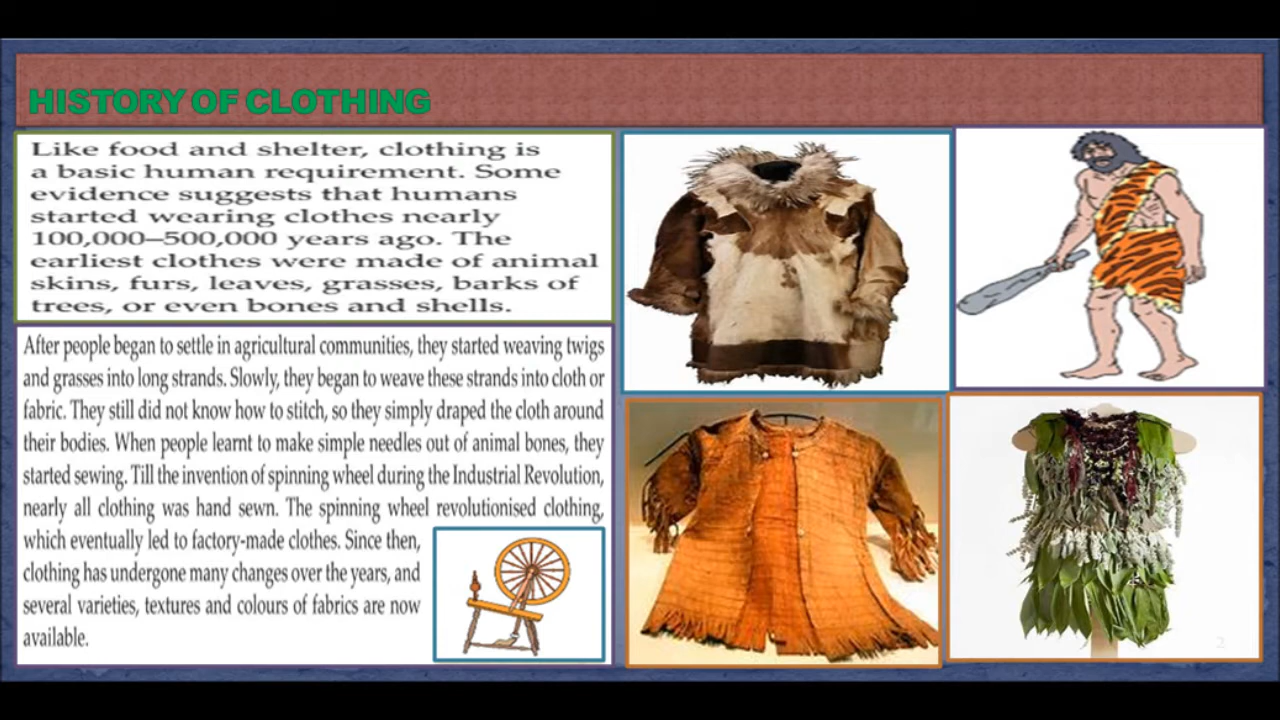 HISTORY OF CLOTHING
Like food and shelter, clothing is
a basic human requirement. Some
evidence suggests that humans
started wearing clothes nearly
100,000–500,000 years ago. The
earliest clothes were made of animal
skins, furs, leaves, grasses, barks of
trees, or even bones and shells.
After people began to settle in agricultural communities, they started weaving twigs
and grasses into long strands. Slowly, they began to weave these strands into cloth or
fabric. They still did not know how to stitch, so they simply draped the cloth around
their bodies. When people learnt to make simple needles out of animal bones, they
started sewing. Till the invention of spinning wheel during the Industrial Revolution,
nearly all clothing was hand sewn. The spinning wheel revolutionised clothing,
which eventually led to factory-made clothes. Since then,
clothing has undergone many changes over the years, and
several varieties, textures and colours of fabrics are now
available.
2